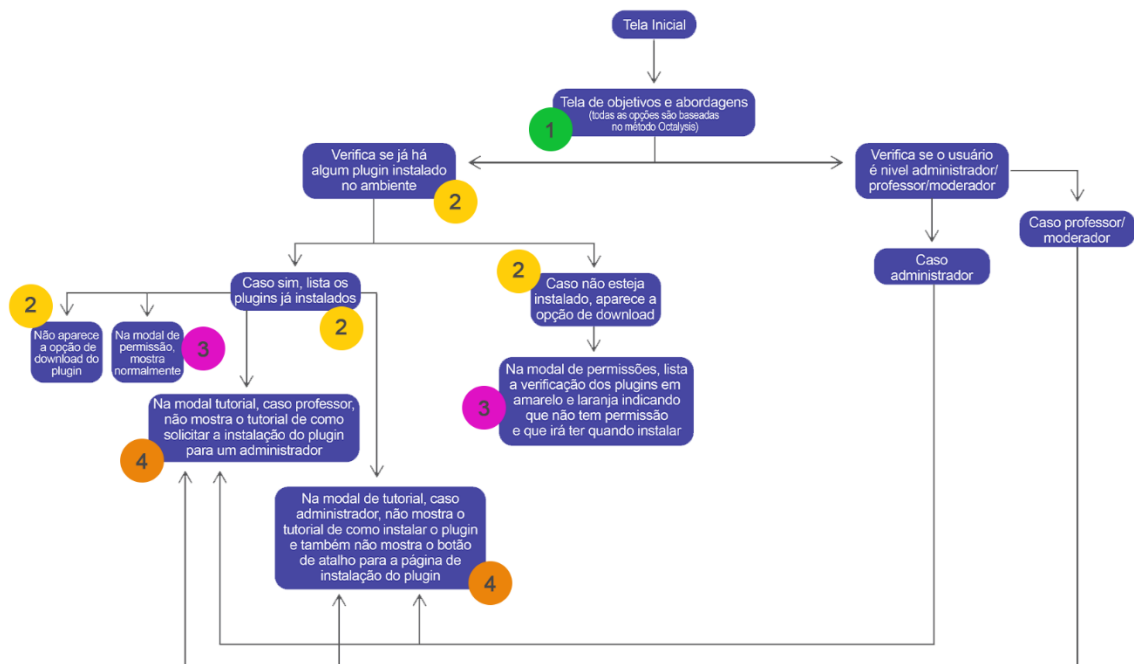 Tela Inicial
Tela de objetivos e abordagens
(todas as opções são baseadas
no método Octalysis)
1
Verifica se já há
algum plugin instalado
no ambiente
2
Verifica se o usuário
é nivel administrador/
professor/moderador
Caso professor/
moderador
Caso
administrador
Caso sim, lista os
plugins já instalados
2
2
Caso não esteja
instalado, aparece a
opção de download
2
Não aparece
a opção de
download do
plugin
Na modal de
permissão,
mostra
normalmente
3
Na modal de permissões, lista
a verificação dos plugins em
amarelo e laranja indicando
que não tem permissão
e que irá ter quando instalar
3
Na modal tutorial, caso professor,
não mostra o tutorial de como
solicitar a instalação do plugin
para um administrador
4
Na modal de tutorial, caso
administrador, não mostra o
tutorial de como instalar o plugin
e também não mostra o botão
de atalho para a página de
instalação do plugin
4